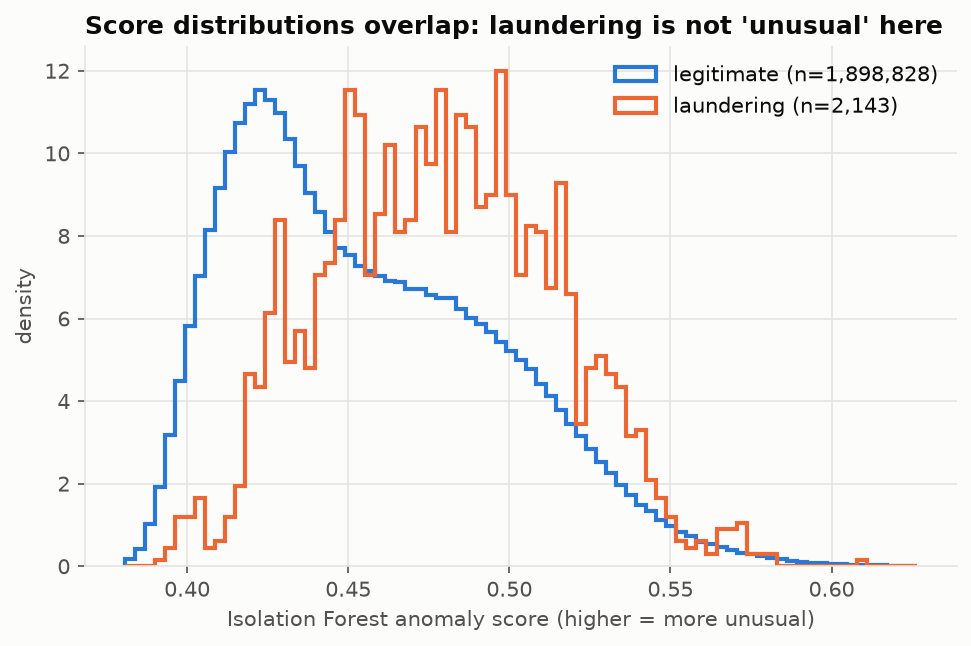 Score distributions overlap: laundering is not 'unusual' here
legitimate (n=1,898,828)
laundering (n=2,143)
density
12
10
8
6
4
2
0
0.40 0.45 0.50 0.55 0.60
Isolation Forest anomaly score (higher = more unusual)